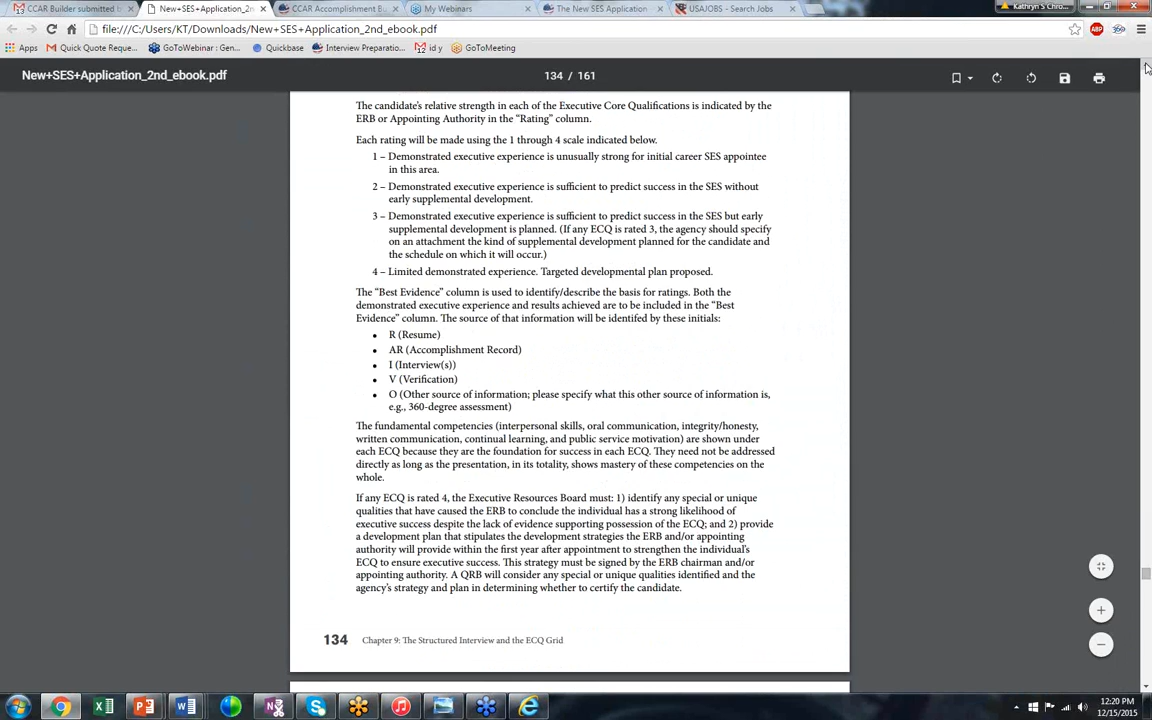 CCAR Builder submitted b
New+SES+Application_2n
CCAR Accomplishment Bu
My Webinars
The New SES Application
USAJOBS - Search Jobs
Kathryn S Chro...
file:///C:/Users/KT/Downloads/New+SES+Application_2nd_ebook.pdf
Apps
Quick Quote Reque...
GoToWebinar : Gen...
Quickbase
Interview Preparatio...
id y
GoToMeeting
New+SES+Application_2nd_ebook.pdf
134 / 161
The candidate's relative strength in each of the Executive Core Qualifications is indicated by the
ERB or Appointing Authority in the "Rating" column.
Each rating will be made using the 1 through 4 scale indicated below.
1 – Demonstrated executive experience is unusually strong for initial career SES appointee
in this area.
2 – Demonstrated executive experience is sufficient to predict success in the SES without
early supplemental development.
3 – Demonstrated executive experience is sufficient to predict success in the SES but early
supplemental development is planned. (If any ECQ is rated 3, the agency should specify
on an attachment the kind of supplemental development planned for the candidate and
the schedule on which it will occur.)
4 – Limited demonstrated experience. Targeted developmental plan proposed.
The "Best Evidence" column is used to identify/describe the basis for ratings. Both the
demonstrated executive experience and results achieved are to be included in the "Best
Evidence" column. The source of that information will be identifed by these initials:
• R (Resume)
• AR (Accomplishment Record)
• I (Interview(s))
• V (Verification)
• O (Other source of information; please specify what this other source of information is,
e.g., 360-degree assessment)
The fundamental competencies (interpersonal skills, oral communication, integrity/honesty,
written communication, continual learning, and public service motivation) are shown under
each ECQ because they are the foundation for success in each ECQ. They need not be addressed
directly as long as the presentation, in its totality, shows mastery of these competencies on the
whole.
If any ECQ is rated 4, the Executive Resources Board must: 1) identify any special or unique
qualities that have caused the ERB to conclude the individual has a strong likelihood of
executive success despite the lack of evidence supporting possession of the ECQ; and 2) provide
a development plan that stipulates the development strategies the ERB and/or appointing
authority will provide within the first year after appointment to strengthen the individual's
ECQ to ensure executive success. This strategy must be signed by the ERB chairman and/or
appointing authority. A QRB will consider any special or unique qualities identified and the
agency's strategy and plan in determining whether to certify the candidate.
134 Chapter 9: The Structured Interview and the ECQ Grid
12:20 PM
12/15/2015